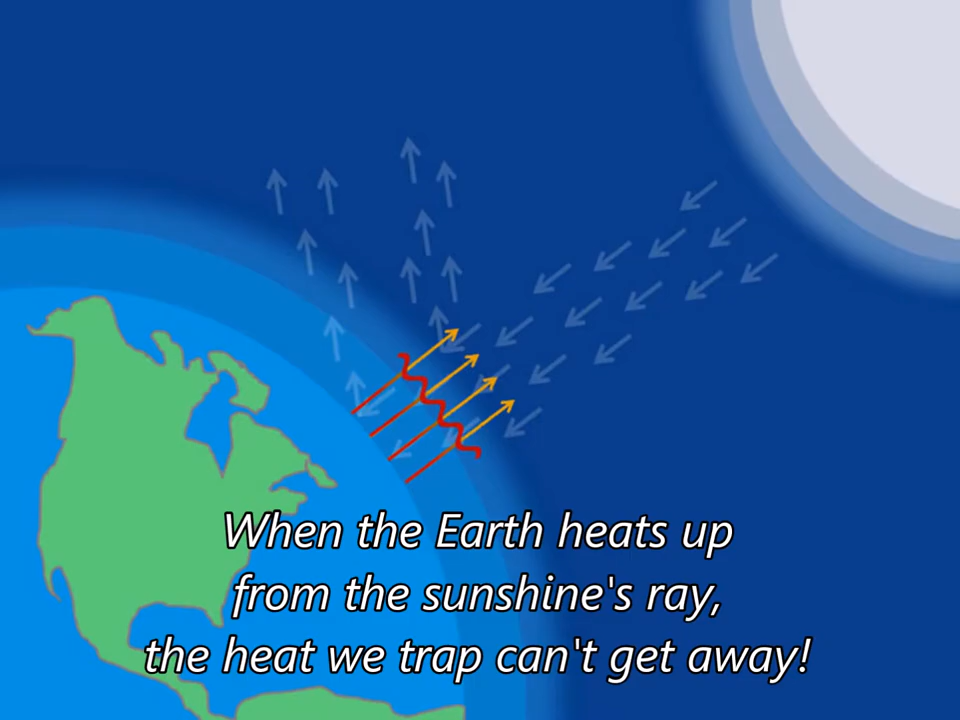 When the Earth heats up
from the sunshine's ray,
the heat we trap can't get away!